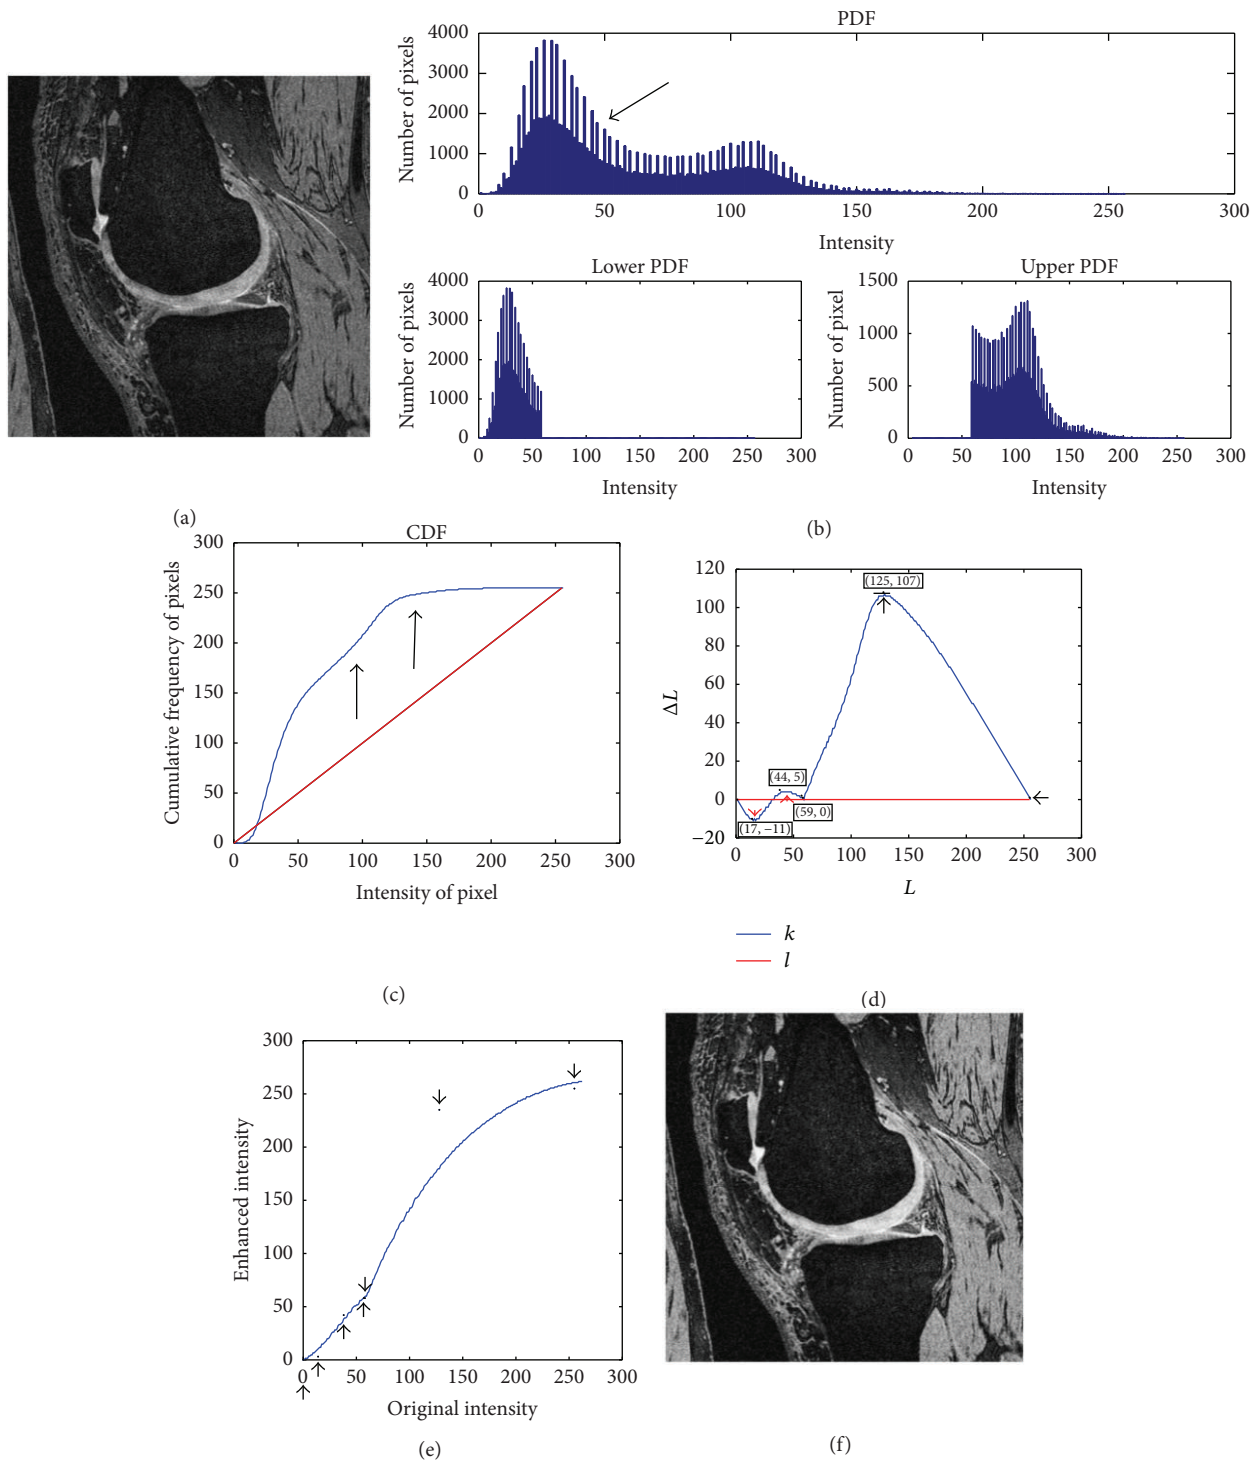 PDF
Number of pixels
4000
3000
2000
1000
0
0 50 100 150 200 250 300
Intensity
Lower PDF
Number of pixels
4000
3000
2000
1000
0
0 50 100 150 200 250 300
Intensity
Upper PDF
Number of pixel
1500
1000
500
0
0 50 100 150 200 250 300
Intensity
(a)
(b)
CDF
Cumulative frequency of pixels
300
250
200
150
100
50
0
0 50 100 150 200 250 300
Intensity of pixel
(c)
ΔL
120
100
80
60
40
20
0
−20
(125, 107)
(44, 5)
(59, 0)
(17, −11)
0 50 100 150 200 250 300
L
k
l
(d)
Enhanced intensity
300
250
200
150
100
50
0
0 50 100 150 200 250 300
Original intensity
(e)
(f)